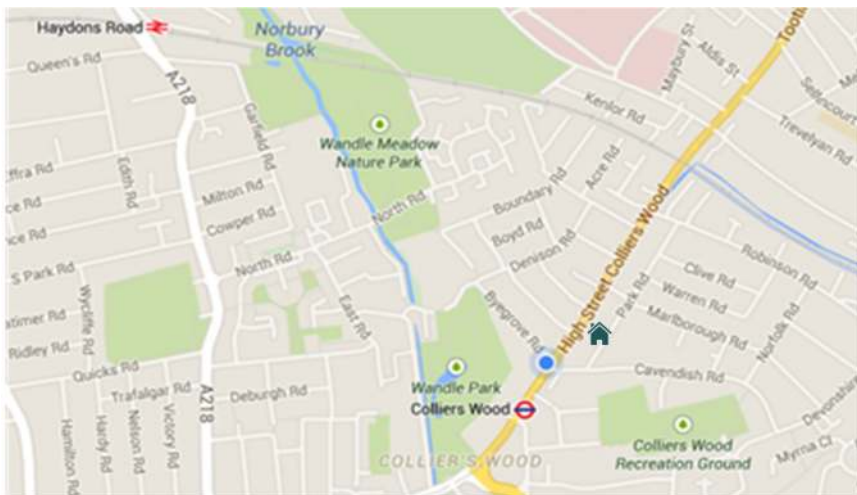 Haydons Road
Norbury
Brook
Queen's Rd
A218
Garfield Rd
Maybury St
Aldis St
Kenlor Rd
Trevelyan Rd
Wandle Meadow
Nature Park
Effra Rd
Edith Rd
Milton Rd
Cowper Rd
North Rd
Boundary Rd
Acre Rd
Boyd Rd
Denison Rd
High Street Colliers Wood
Robinson Rd
S Park Rd
North Rd
Wycliffe Rd
East Rd
Byegrove Rd
Clive Rd
Warren Rd
Park Rd
Marlborough Rd
Norfolk Rd
Ridley Rd
Quicks Rd
Trafalgar Rd
A218
Deburgh Rd
Wandle Park
Colliers Wood
Cavendish Rd
Hamilton Rd
Hardy Rd
Nelson Rd
Victory Rd
COLLIER'S WOOD
Colliers Wood
Recreation Ground
Myrna Ct